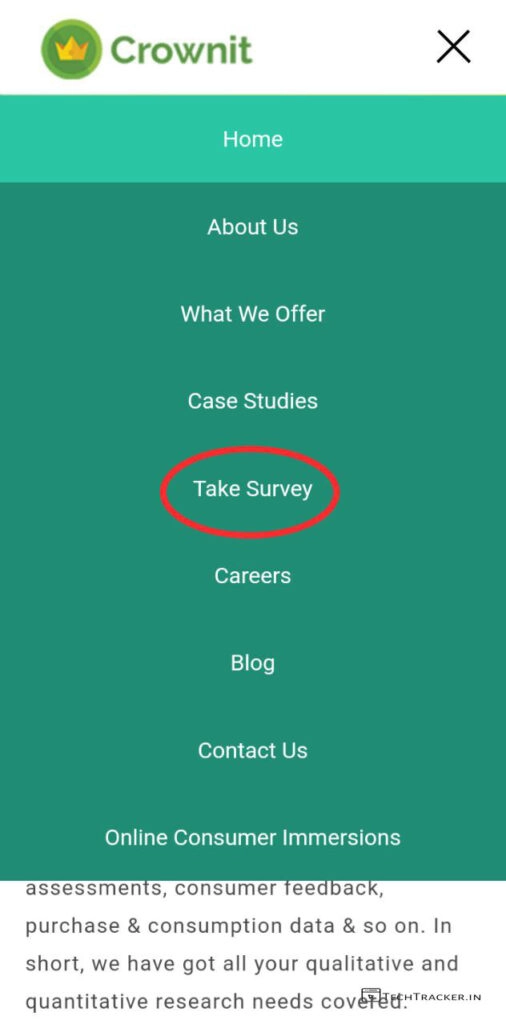 Crownit
Home
About Us
What We Offer
Case Studies
Take Survey
Careers
Blog
Contact Us
Online Consumer Immersions
assessments, consumer feedback,
purchase & consumption data & so on. In
short, we have got all your qualitative and
quantitative research needs covered.
TECHTRACKER.IN